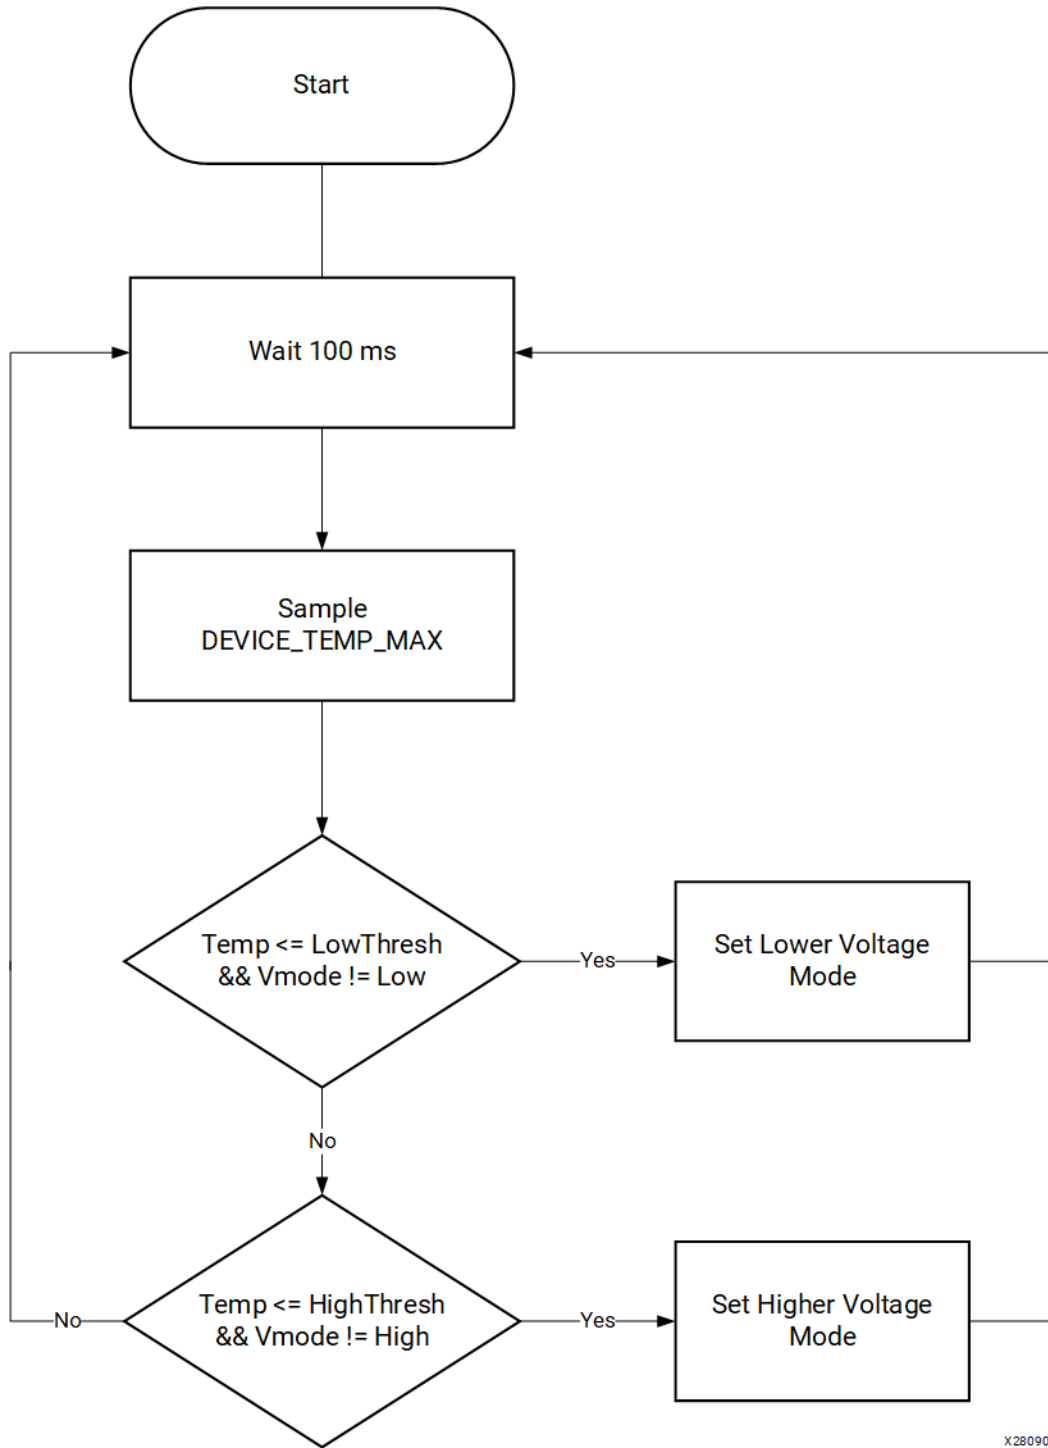 Start
Wait 100 ms
Sample
DEVICE_TEMP_MAX
Temp <= LowThresh
&& Vmode != Low
Yes
Set Lower Voltage
Mode
No
Temp <= HighThresh
&& Vmode != High
No
Yes
Set Higher Voltage
Mode
X28090